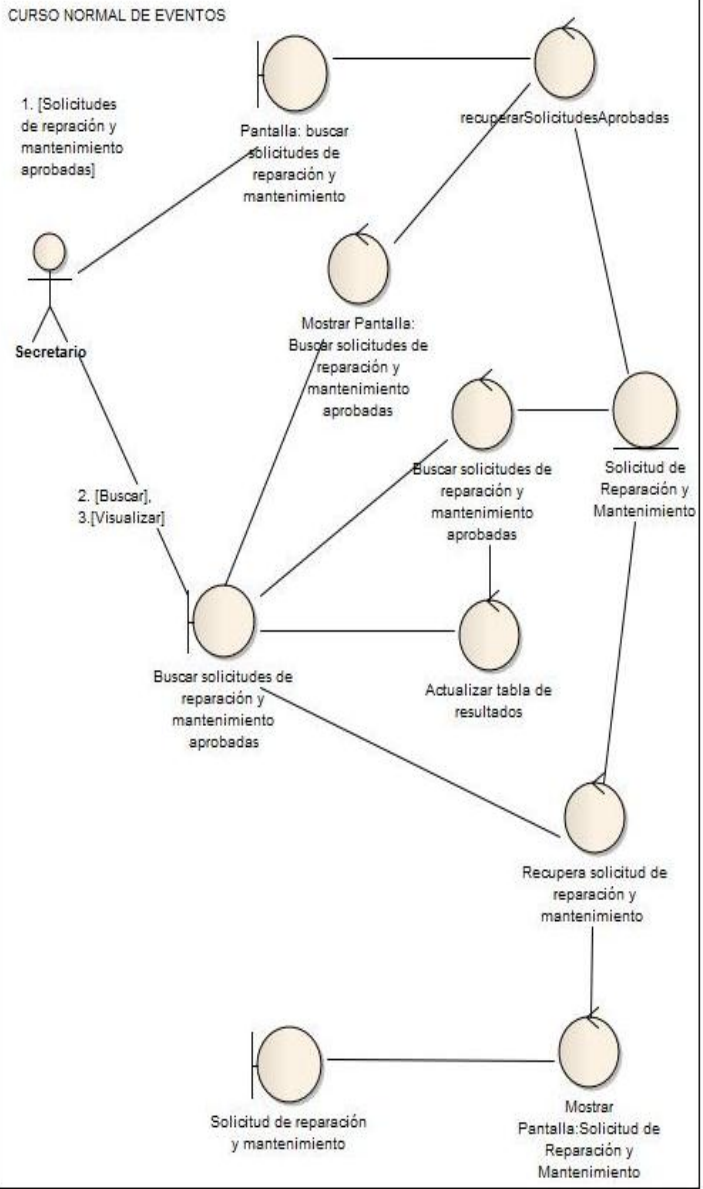 CURSO NORMAL DE EVENTOS
1. [Solicitudes
de repración y
mantenimiento
aprobadas]
Pantalla: buscar
solicitudes de
reparación y
mantenimiento
recuperarSolicitudesAprobadas
Secretario
Mostrar Pantalla:
Buscar solicitudes de
reparación y
mantenimiento
aprobadas
Buscar solicitudes de
reparación y
mantenimiento
aprobadas
Solicitud de
Reparación y
Mantenimiento
2. [Buscar],
3.[Visualizar]
Buscar solicitudes de
reparación y
mantenimiento
aprobadas
Actualizar tabla de
resultados
Recupera solicitud de
reparación y
mantenimiento
Solicitud de reparación
y mantenimiento
Mostrar
Pantalla:Solicitud de
Reparación y
Mantenimiento